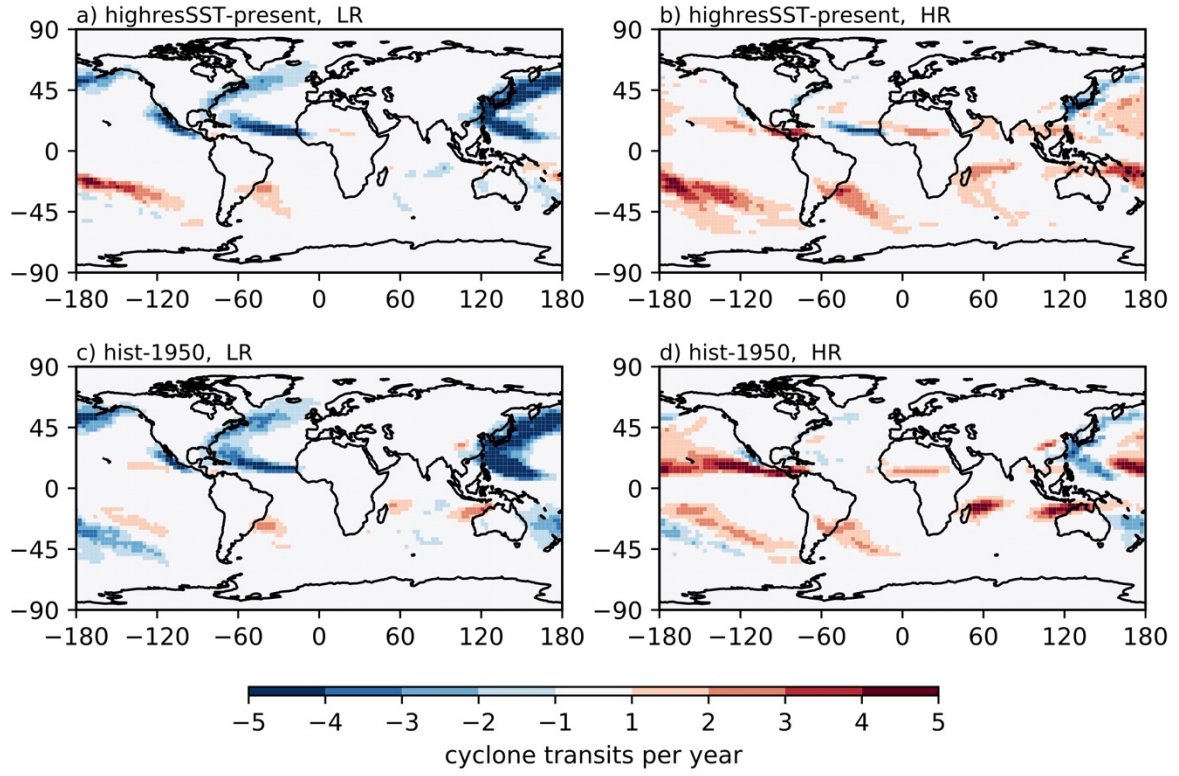 a) highresSST-present, LR
b) highresSST-present, HR
90
45
0
−45
−90
−180 −120 −60 0 60 120 180
90
45
0
−45
−90
−180 −120 −60 0 60 120 180
c) hist-1950, LR
d) hist-1950, HR
90
45
0
−45
−90
−180 −120 −60 0 60 120 180
90
45
0
−45
−90
−180 −120 −60 0 60 120 180
−5 −4 −3 −2 −1 1 2 3 4 5
cyclone transits per year